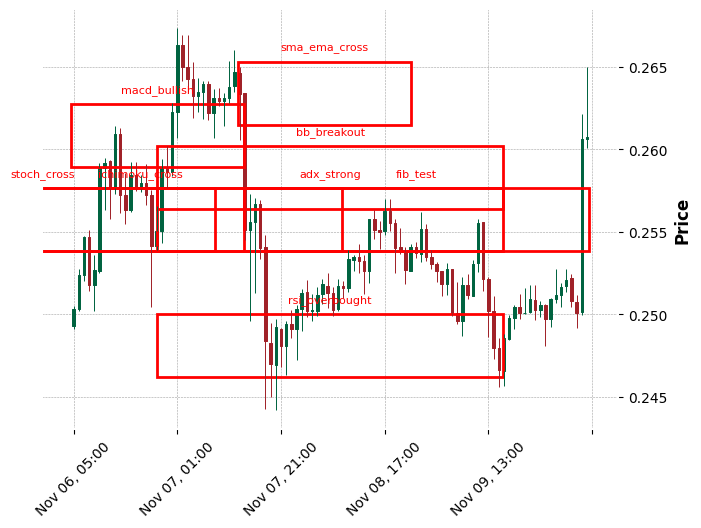 sma_ema_cross
0.265
macd_bullish
bb_breakout
0.260
stoch_cross
ichimoku_cross
adx_strong
fib_test
0.255
Price
rsi_overbought
0.250
0.245
Nov 06, 05:00
Nov 07, 01:00
Nov 07, 21:00
Nov 08, 17:00
Nov 09, 13:00